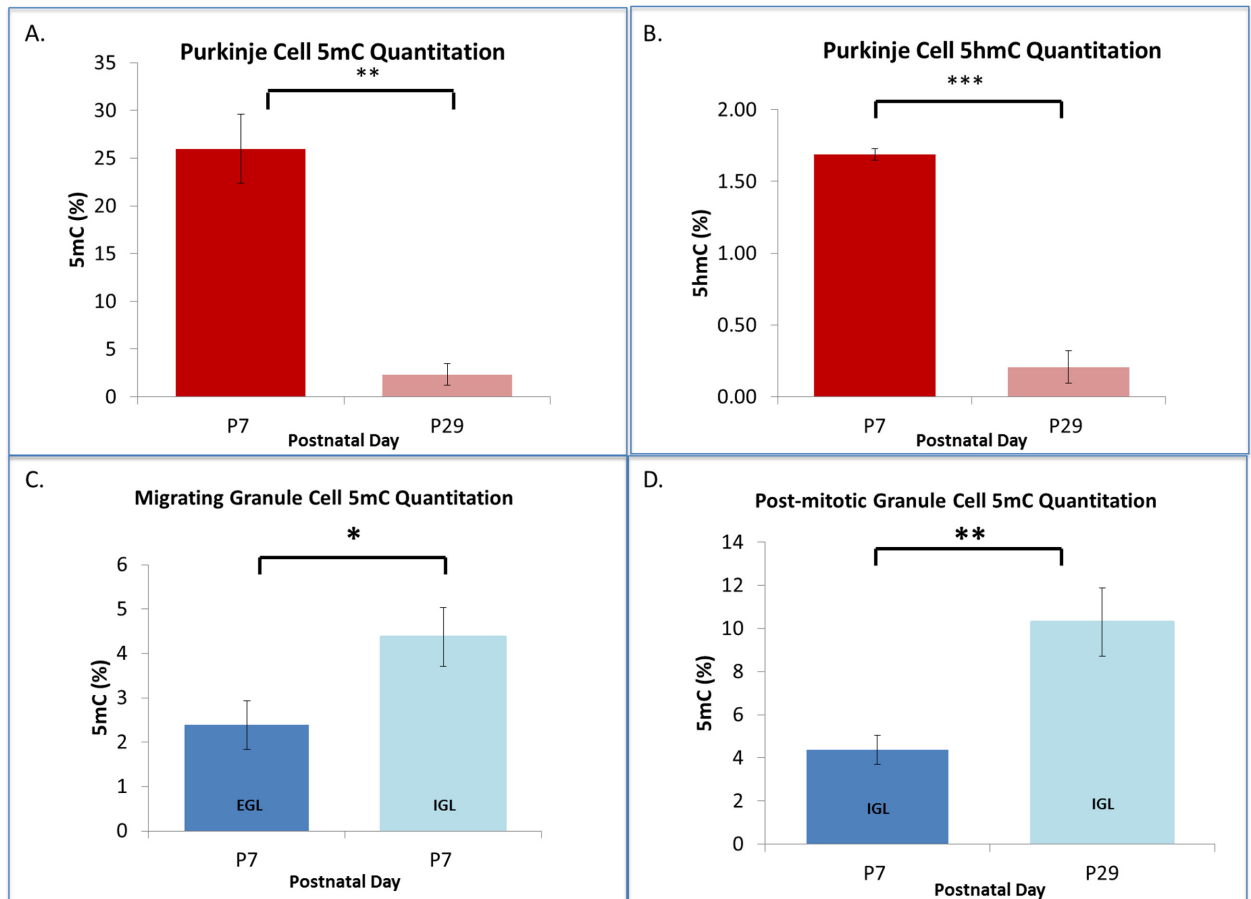 A.
Purkinje Cell 5mC Quantitation
**
35
30
25
20
15
10
5
0
5mC (%)
P7 P29
Postnatal Day
B.
Purkinje Cell 5hmC Quantitation
***
2.00
1.50
1.00
0.50
0.00
5hmC (%)
P7 P29
Postnatal Day
C.
Migrating Granule Cell 5mC Quantitation
*
6
5
4
3
2
1
0
5mC (%)
EGL IGL
P7 P7
Postnatal Day
D.
Post-mitotic Granule Cell 5mC Quantitation
**
14
12
10
8
6
4
2
0
5mC (%)
IGL IGL
P7 P29
Postnatal Day